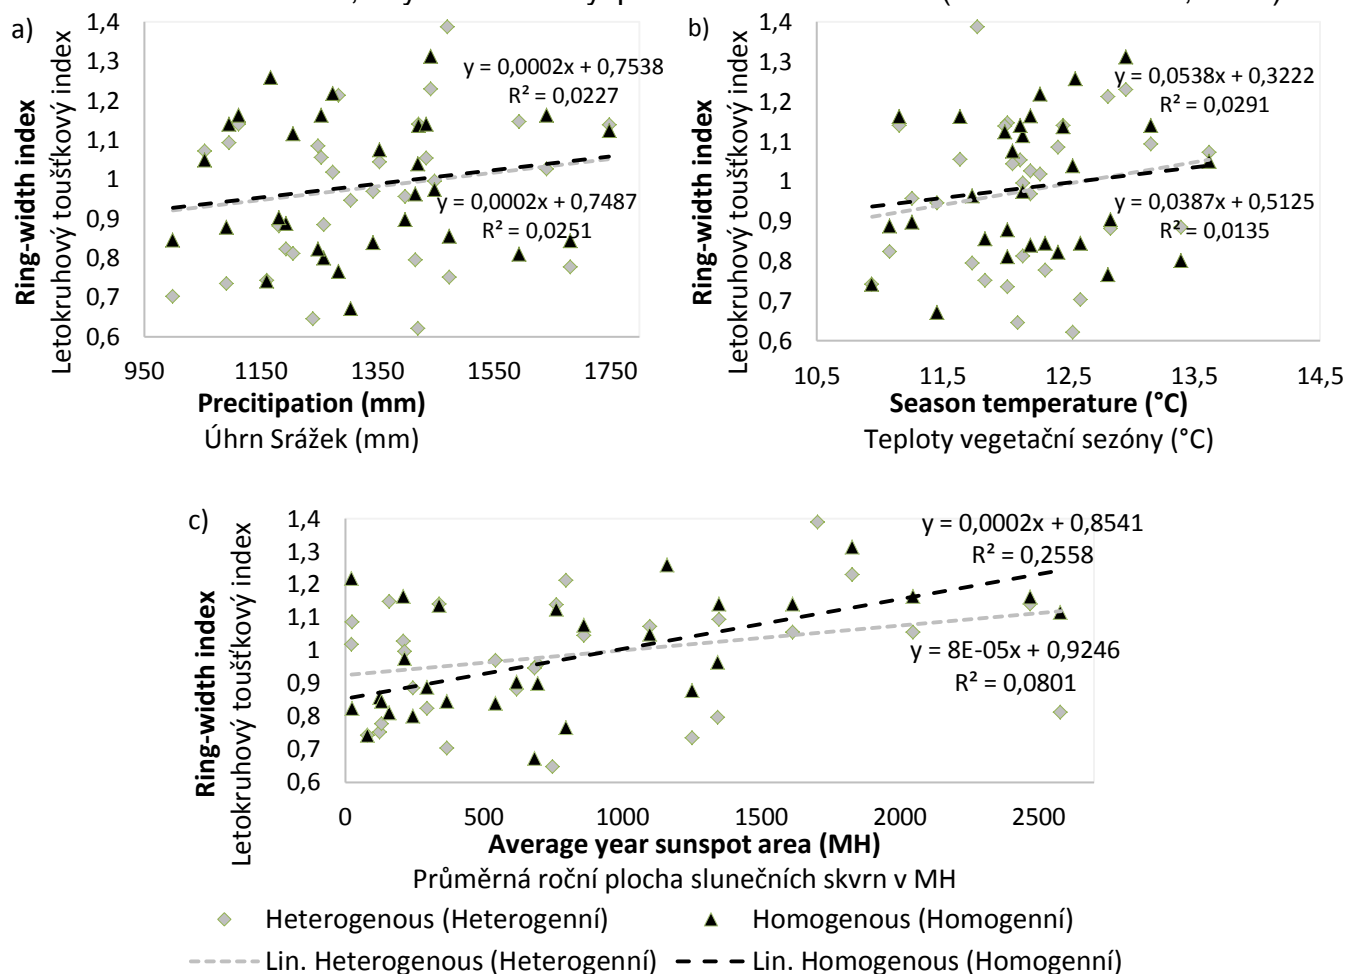 a)
Ring-width index
Letokruhový toušťkový index
1,4
1,3
1,2
1,1
1
0,9
0,8
0,7
0,6
y = 0,0002x + 0,7538
R² = 0,0227
y = 0,0002x + 0,7487
R² = 0,0251
950 1150 1350 1550 1750
Precitipation (mm)
Úhrn Srážek (mm)
b)
Ring-width index
Letokruhový toušťkový index
1,4
1,3
1,2
1,1
1
0,9
0,8
0,7
0,6
y = 0,0538x + 0,3222
R² = 0,0291
y = 0,0387x + 0,5125
R² = 0,0135
10,5 11,5 12,5 13,5 14,5
Season temperature (°C)
Teploty vegetační sezóny (°C)
c)
Ring-width index
Letokruhový toušťkový index
1,4
1,3
1,2
1,1
1
0,9
0,8
0,7
0,6
y = 0,0002x + 0,8541
R² = 0,2558
y = 8E-05x + 0,9246
R² = 0,0801
0 500 1000 1500 2000 2500
Average year sunspot area (MH)
Průměrná roční plocha slunečních skvrn v MH
Heterogenous (Heterogenní) Homogenous (Homogenní)
Lin. Heterogenous (Heterogenní) Lin. Homogenous (Homogenní)